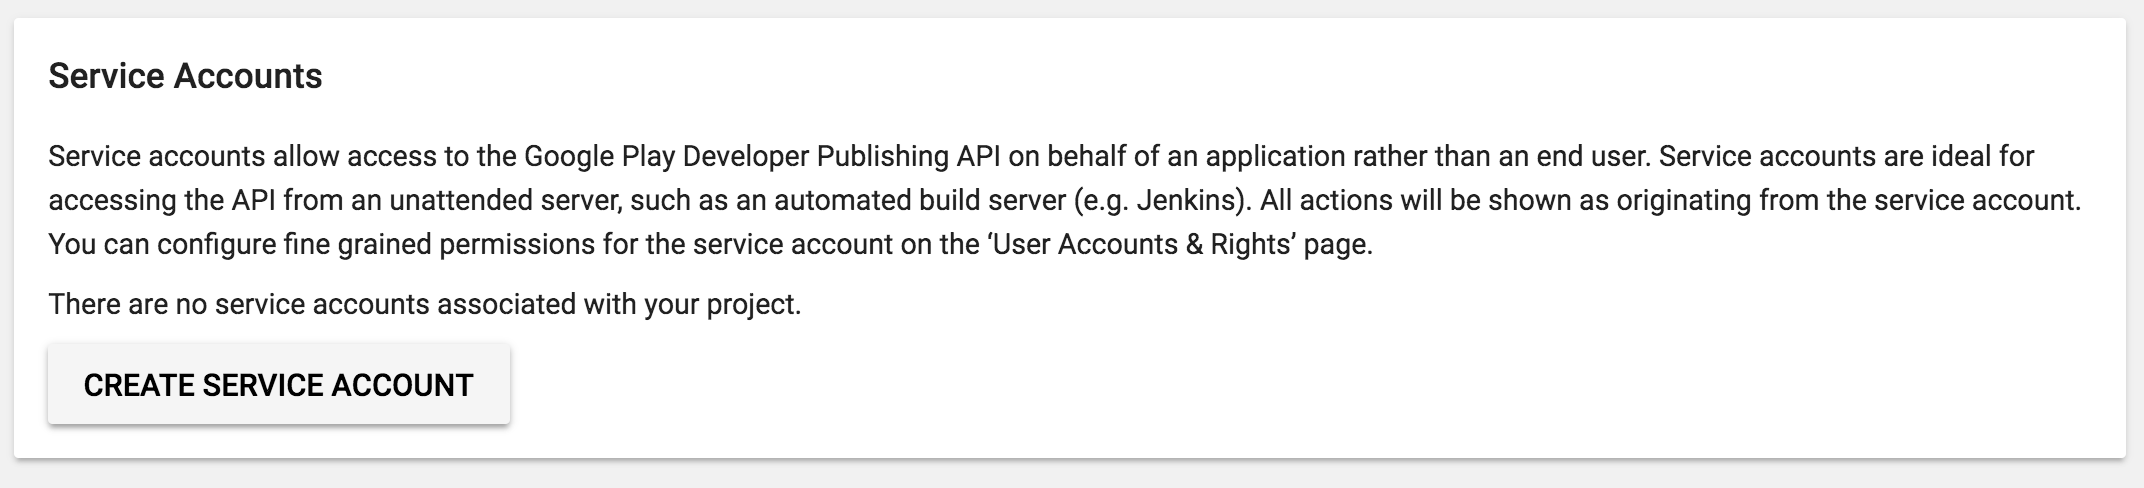 Service Accounts
Service accounts allow access to the Google Play Developer Publishing API on behalf of an application rather than an end user. Service accounts are ideal for
accessing the API from an unattended server, such as an automated build server (e.g. Jenkins). All actions will be shown as originating from the service account.
You can configure fine grained permissions for the service account on the ‘User Accounts & Rights’ page.
There are no service accounts associated with your project.
CREATE SERVICE ACCOUNT